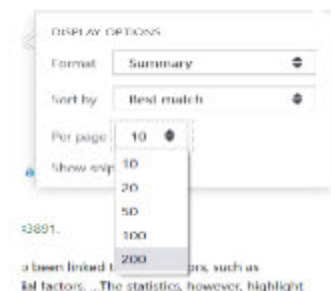 DISPLAY OPTIONS
Format Summary
Sort by Best match
Per page 10
Show snip
10
20
50
100
200
3891.
been linked t ors, such as
ial factors. ...The statistics, however, highlight